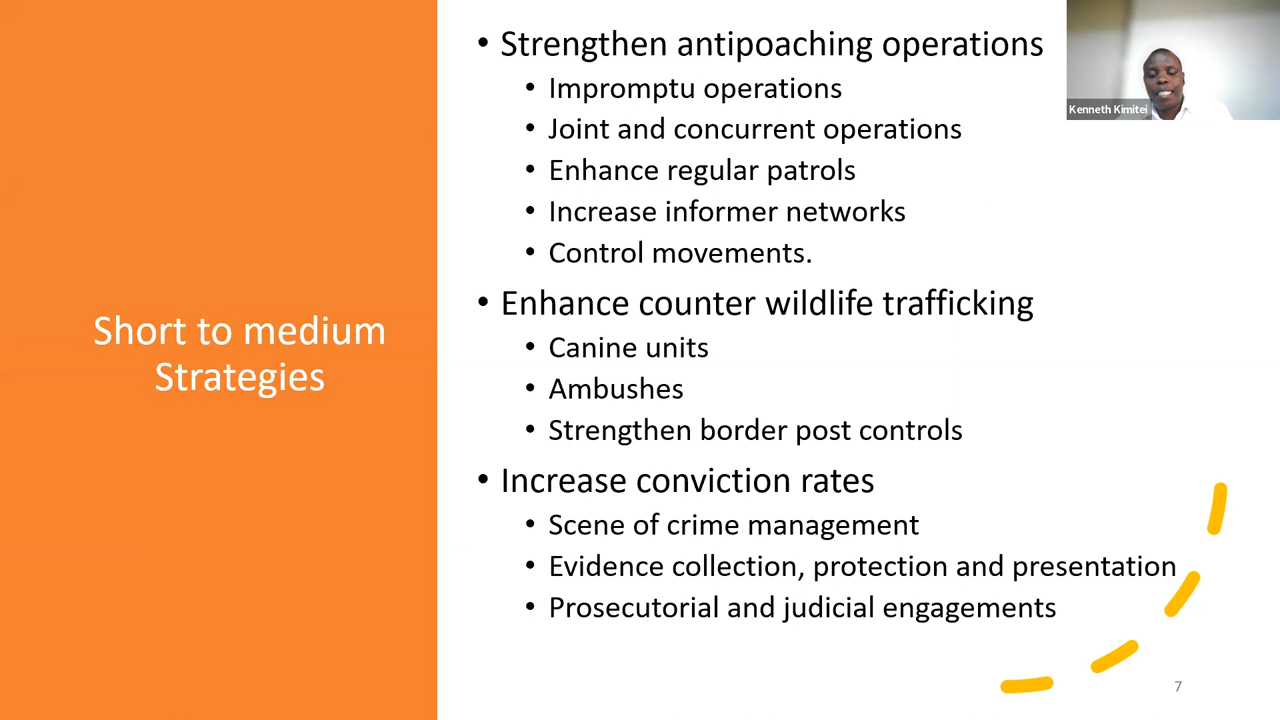 Short to medium
Strategies
• Strengthen antipoaching operations
• Impromptu operations
• Joint and concurrent operations
• Enhance regular patrols
• Increase informer networks
• Control movements.
• Enhance counter wildlife trafficking
• Canine units
• Ambushes
• Strengthen border post controls
• Increase conviction rates
• Scene of crime management
• Evidence collection, protection and presentation
• Prosecutorial and judicial engagements
Kenneth Kimitei
7